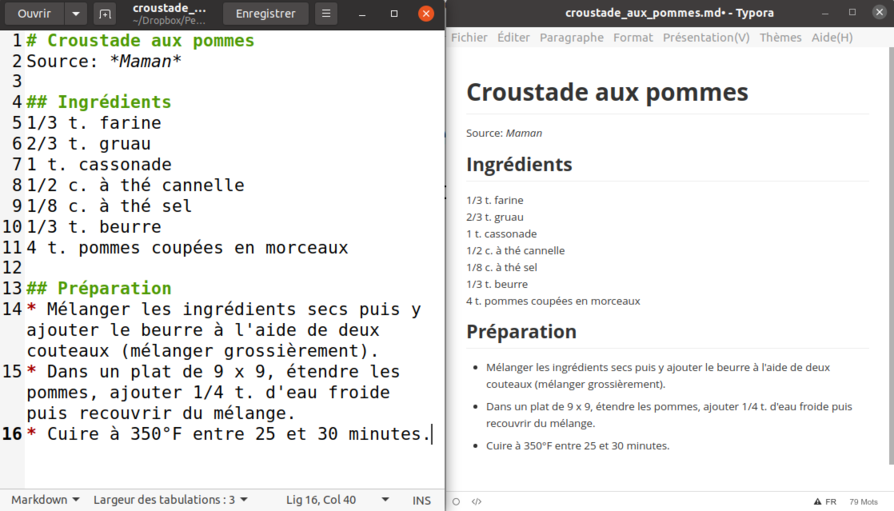 Ouvrir croustade_... Enregistrer
~/Dropbox/Pe...
1 # Croustade aux pommes
2 Source: *Maman*
3
4 ## Ingrédients
5 1/3 t. farine
6 2/3 t. gruau
7 1 t. cassonade
8 1/2 c. à thé cannelle
9 1/8 c. à thé sel
10 1/3 t. beurre
11 4 t. pommes coupées en morceaux
12
13 ## Préparation
14 * Mélanger les ingrédients secs puis y
ajouter le beurre à l'aide de deux
couteaux (mélanger grossièrement).
15 * Dans un plat de 9 x 9, étendre les
pommes, ajouter 1/4 t. d'eau froide
puis recouvrir du mélange.
16 * Cuire à 350°F entre 25 et 30 minutes.
Markdown Largeur des tabulations : 3 Lig 16, Col 40 INS
croustade_aux_pommes.md• - Typora
Fichier Éditer Paragraphe Format Présentation(V) Thèmes Aide(H)
Croustade aux pommes
Source: Maman
Ingrédients
1/3 t. farine
2/3 t. gruau
1 t. cassonade
1/2 c. à thé cannelle
1/8 c. à thé sel
1/3 t. beurre
4 t. pommes coupées en morceaux
Préparation
• Mélanger les ingrédients secs puis y ajouter le beurre à l'aide de deux
couteaux (mélanger grossièrement).
• Dans un plat de 9 x 9, étendre les pommes, ajouter 1/4 t. d'eau froide puis
recouvrir du mélange.
• Cuire à 350°F entre 25 et 30 minutes.
</> FR 79 Mots